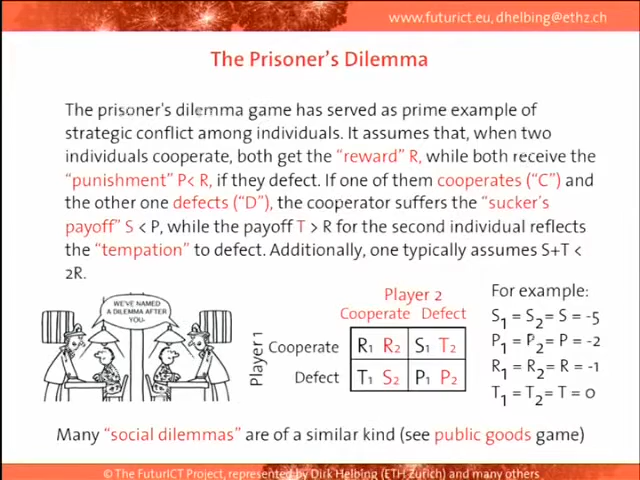 www.futurict.eu, dhelbing@ethz.ch
The Prisoner's Dilemma
The prisoner's dilemma game has served as prime example of
strategic conflict among individuals. It assumes that, when two
individuals cooperate, both get the "reward" R, while both receive the
"punishment" P< R, if they defect. If one of them cooperates ("C") and
the other one defects ("D"), the cooperator suffers the "sucker's
payoff" S < P, while the payoff T > R for the second individual reflects
the "tempation" to defect. Additionally, one typically assumes S+T <
2R.
WE'VE NAMED
A DILEMMA AFTER
YOU-
Player 2
Cooperate Defect
Player 1
Cooperate R1 R2 S1 T2
Defect T1 S2 P1 P2
For example:
S1 = S2 = S = -5
P1 = P2 = P = -2
R1 = R2 = R = -1
T1 = T2 = T = 0
Many "social dilemmas" are of a similar kind (see public goods game)
© The FuturICT Project, represented by Dirk Helbing (ETH Zurich) and many others